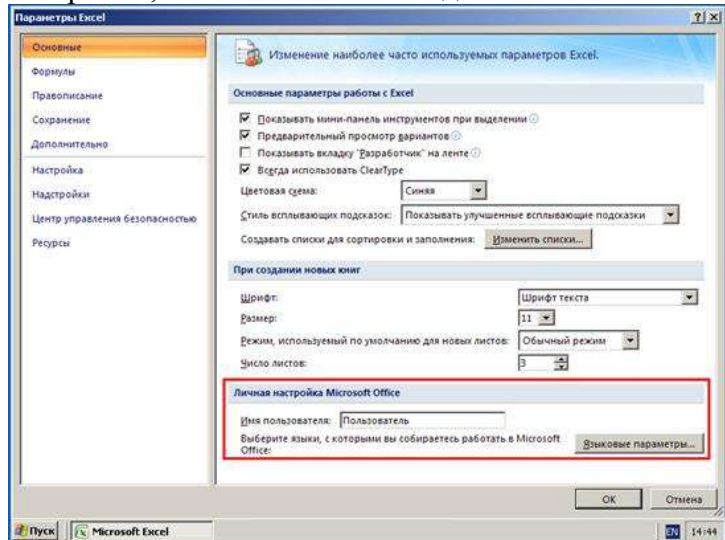 Параметры Excel
Основные
Формулы
Правописание
Сохранение
Дополнительно
Настройка
Надстройки
Центр управления безопасностью
Ресурсы
Изменение наиболее часто используемых параметров Excel.
Основные параметры работы с Excel
Показывать мини-панель инструментов при выделении
Предварительный просмотр вариантов
Показывать вкладку "Разработчик" на ленте
Всегда использовать ClearType
Цветовая схема: Синяя
Стиль всплывающих подсказок: Показывать улучшенные всплывающие подсказки
Создавать списки для сортировки и заполнения: Изменить списки...
При создании новых книг
Шрифт: Шрифт текста
Размер: 11
Режим, используемый по умолчанию для новых листов: Обычный режим
Число листов: 3
Личная настройка Microsoft Office
Имя пользователя: Пользователь
Выберите языки, с которыми вы собираетесь работать в Microsoft
Office: Языковые параметры...
ОК Отмена
Пуск Microsoft Excel EN 14:44